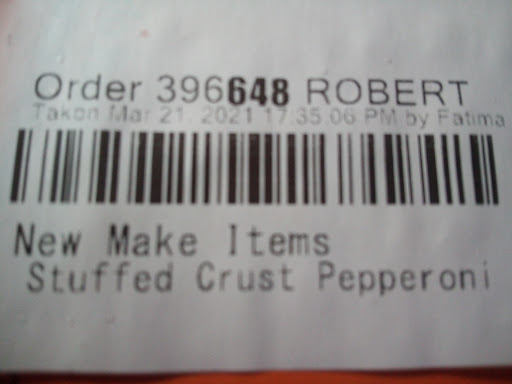 Order 396648 ROBERT
Taken Mar 21, 2021 17:35:06 PM by Fatima
New Make Items
Stuffed Crust Pepperoni